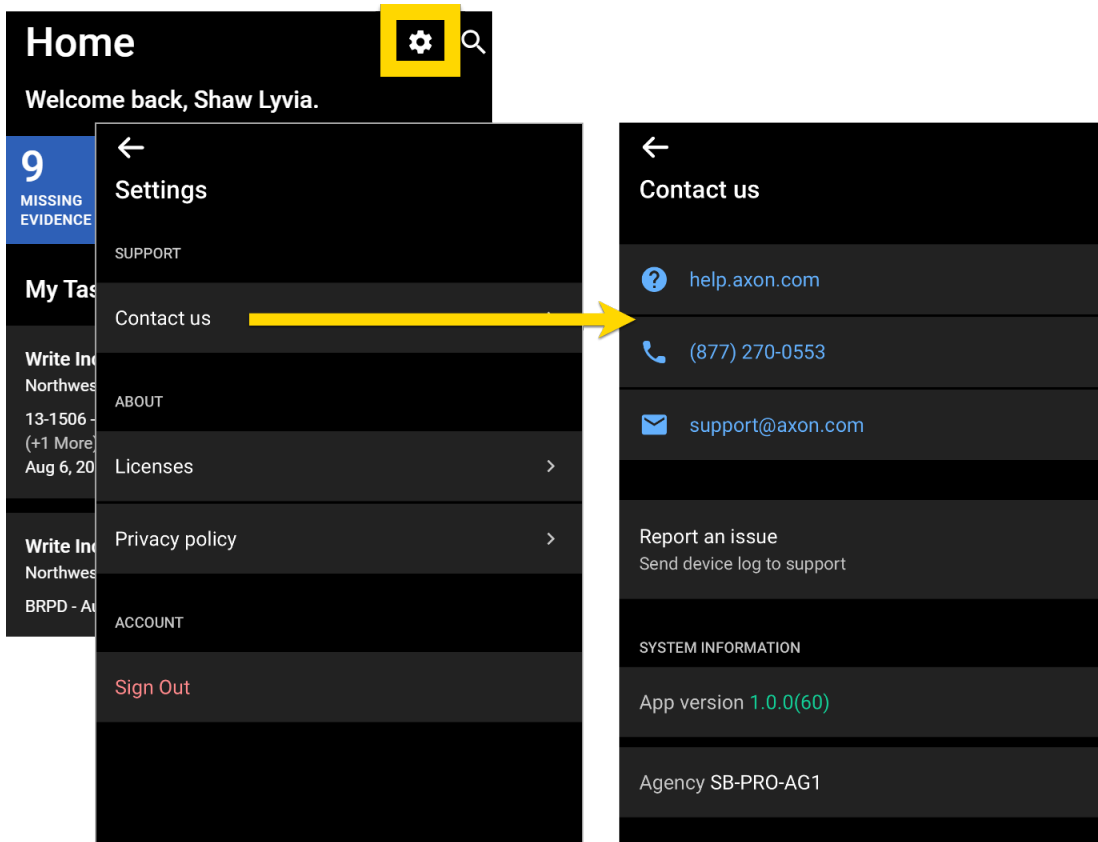 Home
Welcome back, Shaw Lyvia.
9
MISSING
EVIDENCE
My Tas
Write Inc
Northwes
13-1506 -
(+1 More)
Aug 6, 20
Write Inc
Northwes
BRPD - Au
Settings
SUPPORT
Contact us
ABOUT
Licenses
Privacy policy
ACCOUNT
Sign Out
Contact us
help.axon.com
(877) 270-0553
support@axon.com
Report an issue
Send device log to support
SYSTEM INFORMATION
App version 1.0.0(60)
Agency SB-PRO-AG1